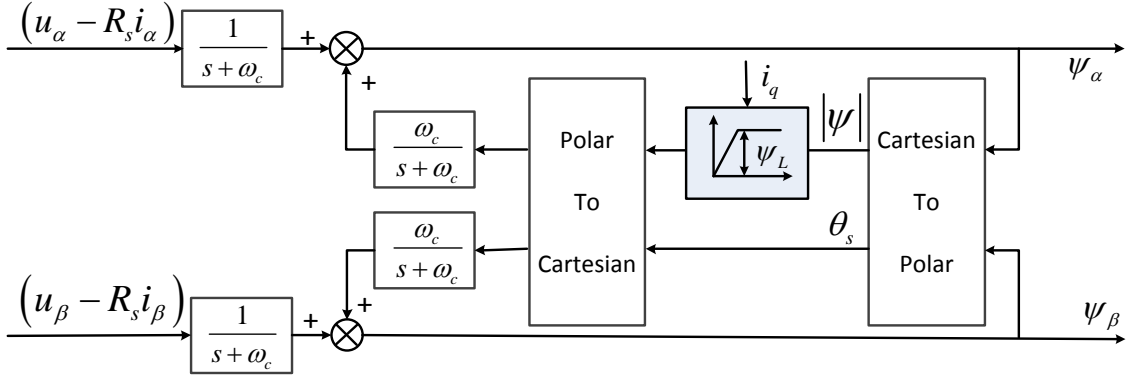 (u_α − R_s i_α)
1
s + ω_c
+
+
ψ_α
i_q
ω_c
s + ω_c
Polar
To
Cartesian
ψ_L
|ψ|
Cartesian
To
Polar
ω_c
s + ω_c
θ_s
(u_β − R_s i_β)
1
s + ω_c
+
+
ψ_β